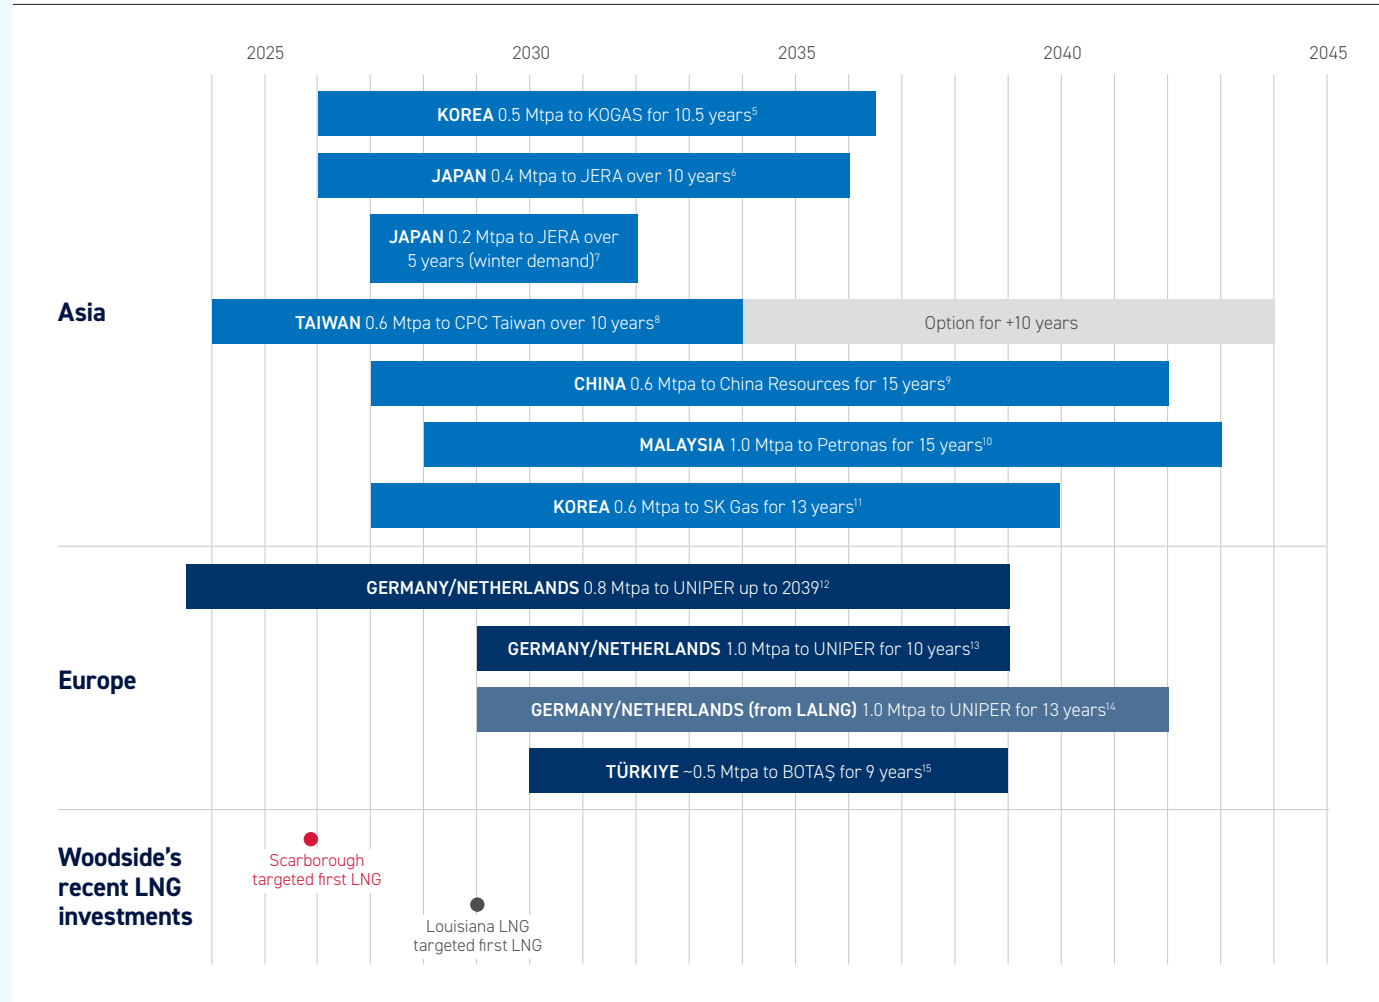 2025 2030 2035 2040 2045
KOREA 0.5 Mtpa to KOGAS for 10.5 years⁵
JAPAN 0.4 Mtpa to JERA over 10 years⁶
JAPAN 0.2 Mtpa to JERA over
5 years (winter demand)⁷
Asia
TAIWAN 0.6 Mtpa to CPC Taiwan over 10 years⁸
Option for +10 years
CHINA 0.6 Mtpa to China Resources for 15 years⁹
MALAYSIA 1.0 Mtpa to Petronas for 15 years¹⁰
KOREA 0.6 Mtpa to SK Gas for 13 years¹¹
GERMANY/NETHERLANDS 0.8 Mtpa to UNIPER up to 2039¹²
GERMANY/NETHERLANDS 1.0 Mtpa to UNIPER for 10 years¹³
Europe
GERMANY/NETHERLANDS (from LALNG) 1.0 Mtpa to UNIPER for 13 years¹⁴
TÜRKIYE ~0.5 Mtpa to BOTAŞ for 9 years¹⁵
Woodside’s
recent LNG
investments
Scarborough
targeted first LNG
Louisiana LNG
targeted first LNG